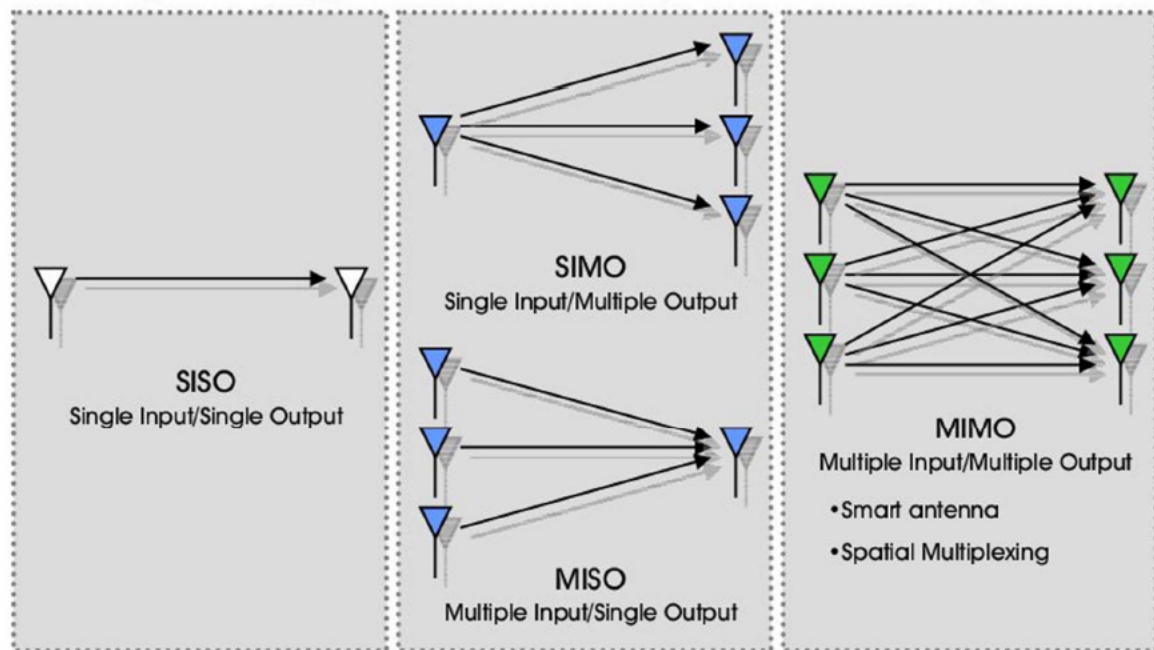 SISO
Single Input/Single Output
SIMO
Single Input/Multiple Output
MISO
Multiple Input/Single Output
MIMO
Multiple Input/Multiple Output
•Smart antenna
•Spatial Multiplexing